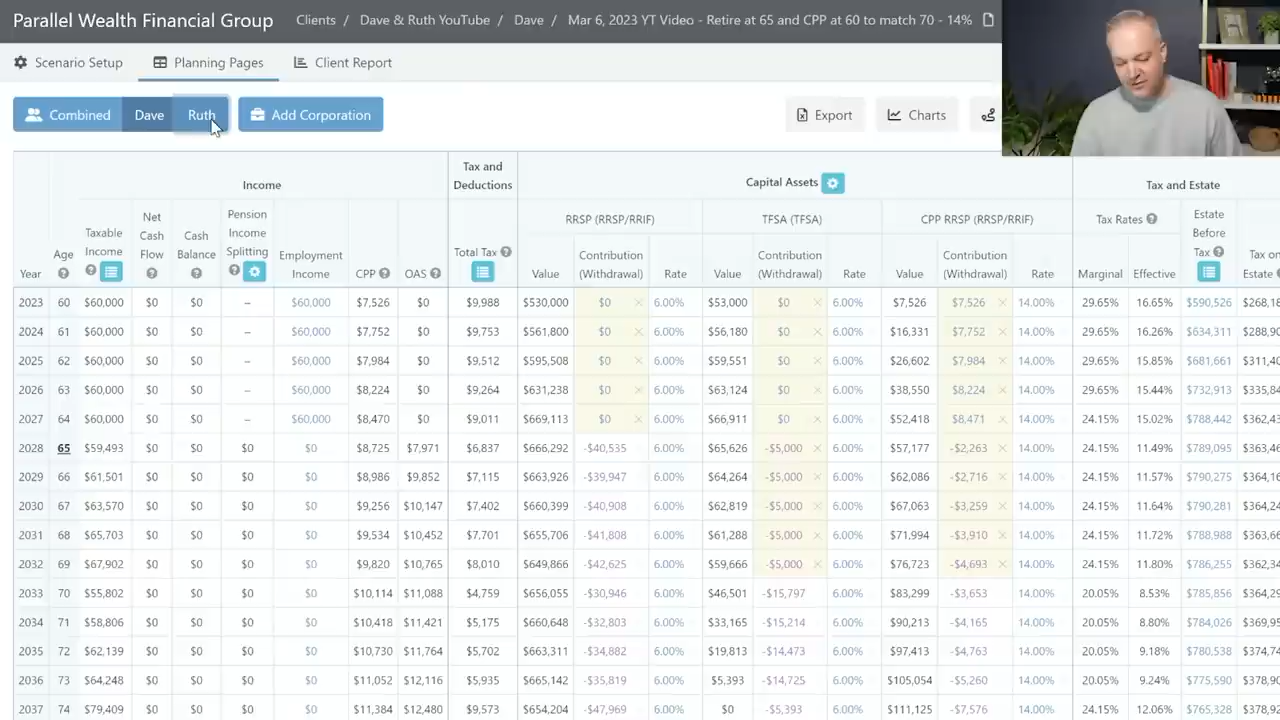 Parallel Wealth Financial Group Clients / Dave & Ruth YouTube / Dave / Mar 6, 2023 YT Video - Retire at 65 and CPP at 60 to match 70 - 14%
Scenario Setup Planning Pages Client Report
Combined Dave Ruth Add Corporation Export Charts
Income Tax and Deductions Capital Assets Tax and Estate
RRSP (RRSP/RRIF) TFSA (TFSA) CPP RRSP (RRSP/RRIF) Tax Rates
Year Age Taxable Income Net Cash Flow Cash Balance Pension Income Splitting Employment Income CPP OAS Total Tax Value Contribution (Withdrawal) Rate Value Contribution (Withdrawal) Rate Value Contribution (Withdrawal) Rate Marginal Effective Estate Before Tax Tax on Estate
2023 60 $60,000 $0 $0 – $60,000 $7,526 $0 $9,988 $530,000 $0 × 6.00% $53,000 $0 × 6.00% $7,526 $7,526 × 14.00% 29.65% 16.65% $590,526 $268,18
2024 61 $60,000 $0 $0 – $60,000 $7,752 $0 $9,753 $561,800 $0 × 6.00% $56,180 $0 × 6.00% $16,331 $7,752 × 14.00% 29.65% 16.26% $634,311 $288,90
2025 62 $60,000 $0 $0 – $60,000 $7,984 $0 $9,512 $595,508 $0 × 6.00% $59,551 $0 × 6.00% $26,602 $7,984 × 14.00% 29.65% 15.85% $681,661 $311,40
2026 63 $60,000 $0 $0 – $60,000 $8,224 $0 $9,264 $631,238 $0 × 6.00% $63,124 $0 × 6.00% $38,550 $8,224 × 14.00% 29.65% 15.44% $732,913 $335,84
2027 64 $60,000 $0 $0 – $60,000 $8,470 $0 $9,011 $669,113 $0 × 6.00% $66,911 $0 × 6.00% $52,418 $8,471 × 14.00% 24.15% 15.02% $788,442 $362,43
2028 65 $59,493 $0 $0 $0 $0 $8,725 $7,971 $6,837 $666,292 -$40,535 6.00% $65,626 -$5,000 × 6.00% $57,177 -$2,263 × 14.00% 24.15% 11.49% $789,095 $363,46
2029 66 $61,501 $0 $0 $0 $0 $8,986 $9,852 $7,115 $663,926 -$39,947 6.00% $64,264 -$5,000 × 6.00% $62,086 -$2,716 × 14.00% 24.15% 11.57% $790,275 $364,16
2030 67 $63,570 $0 $0 $0 $0 $9,256 $10,147 $7,402 $660,399 -$40,908 6.00% $62,819 -$5,000 × 6.00% $67,063 -$3,259 × 14.00% 24.15% 11.64% $790,281 $364,24
2031 68 $65,703 $0 $0 $0 $0 $9,534 $10,452 $7,701 $655,706 -$41,808 6.00% $61,288 -$5,000 × 6.00% $71,994 -$3,910 × 14.00% 24.15% 11.72% $788,988 $363,66
2032 69 $67,902 $0 $0 $0 $0 $9,820 $10,765 $8,010 $649,866 -$42,625 6.00% $59,666 -$5,000 × 6.00% $76,723 -$4,693 × 14.00% 24.15% 11.80% $786,255 $362,34
2033 70 $55,802 $0 $0 $0 $0 $10,114 $11,088 $4,759 $656,055 -$30,946 6.00% $46,501 -$15,797 6.00% $83,299 -$3,653 14.00% 20.05% 8.53% $785,856 $364,29
2034 71 $58,806 $0 $0 $0 $0 $10,418 $11,421 $5,175 $660,648 -$32,803 6.00% $33,165 -$15,214 6.00% $90,213 -$4,165 14.00% 20.05% 8.80% $784,026 $369,95
2035 72 $62,139 $0 $0 $0 $0 $10,730 $11,764 $5,702 $663,311 -$34,882 6.00% $19,813 -$14,473 6.00% $97,413 -$4,763 14.00% 20.05% 9.18% $780,538 $374,74
2036 73 $64,248 $0 $0 $0 $0 $11,052 $12,116 $5,935 $665,142 -$35,819 6.00% $5,393 -$14,725 6.00% $105,054 -$5,260 14.00% 20.05% 9.24% $775,590 $378,90
2037 74 $79,409 $0 $0 $0 $0 $11,384 $12,480 $9,573 $654,204 -$47,969 6.00% $0 -$5,393 6.00% $111,125 -$7,576 14.00% 20.05% 12.06% $765,328 $378,92